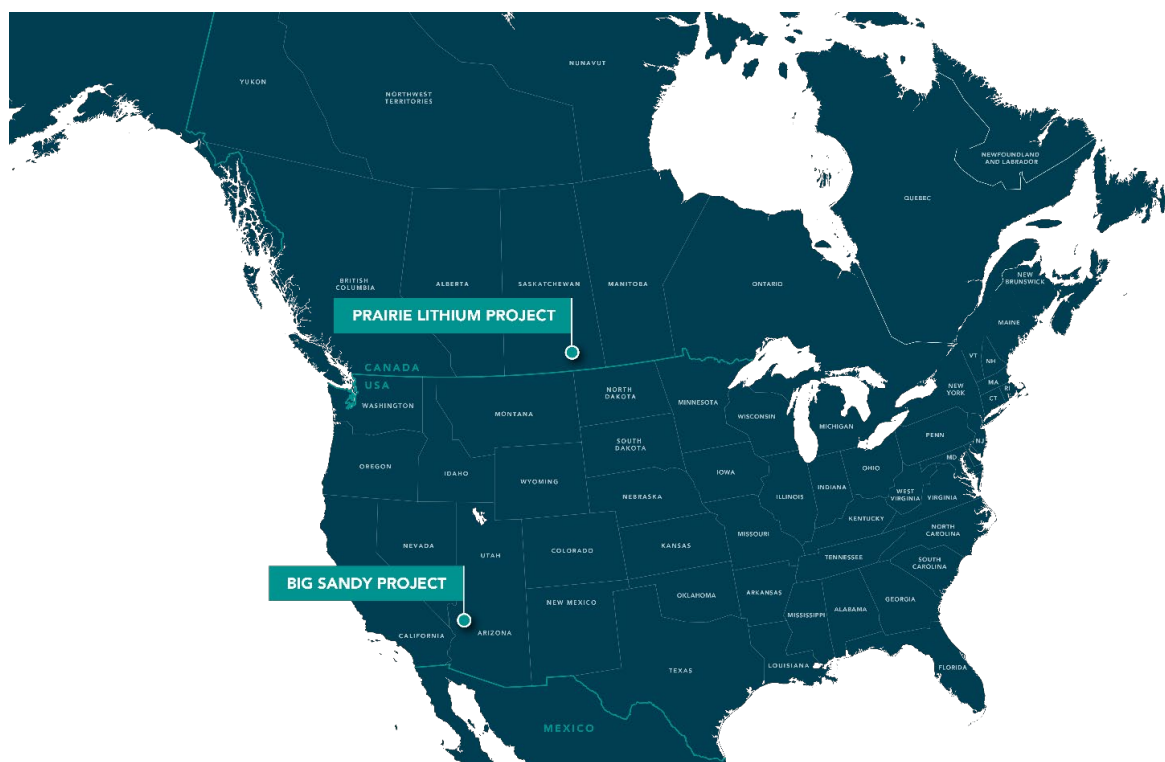 YUKON
NORTHWEST
TERRITORIES
NUNAVUT
NEWFOUNDLAND
AND LABRADOR
QUEBEC
BRITISH
COLUMBIA
ALBERTA
SASKATCHEWAN
MANITOBA
ONTARIO
NEW
BRUNSWICK
PRAIRIE LITHIUM PROJECT
MAINE
CANADA
USA
WASHINGTON
MONTANA
NORTH
DAKOTA
MINNESOTA
VT
NH
MA
RI
CT
NEW
YORK
WISCONSIN
MICHIGAN
OREGON
IDAHO
WYOMING
SOUTH
DAKOTA
IOWA
PENN
NJ
MD
OHIO
INDIANA
ILLINOIS
NEBRASKA
WEST
VIRGINIA
VIRGINIA
KENTUCKY
NEVADA
UTAH
COLORADO
KANSAS
MISSOURI
NORTH
CAROLINA
TENNESSEE
SOUTH
CAROLINA
BIG SANDY PROJECT
NEW MEXICO
OKLAHOMA
ARKANSAS
MISSISSIPPI
ALABAMA
GEORGIA
CALIFORNIA
ARIZONA
TEXAS
LOUISIANA
FLORIDA
MEXICO